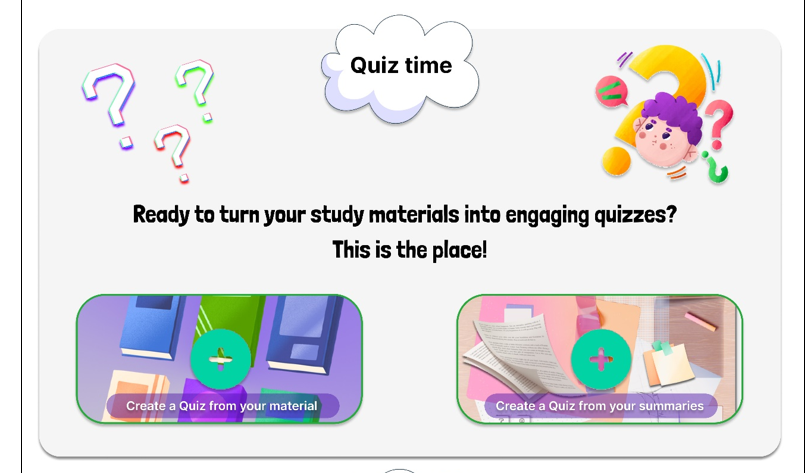 Quiz time
Ready to turn your study materials into engaging quizzes?
This is the place!
Create a Quiz from your material
Create a Quiz from your summaries